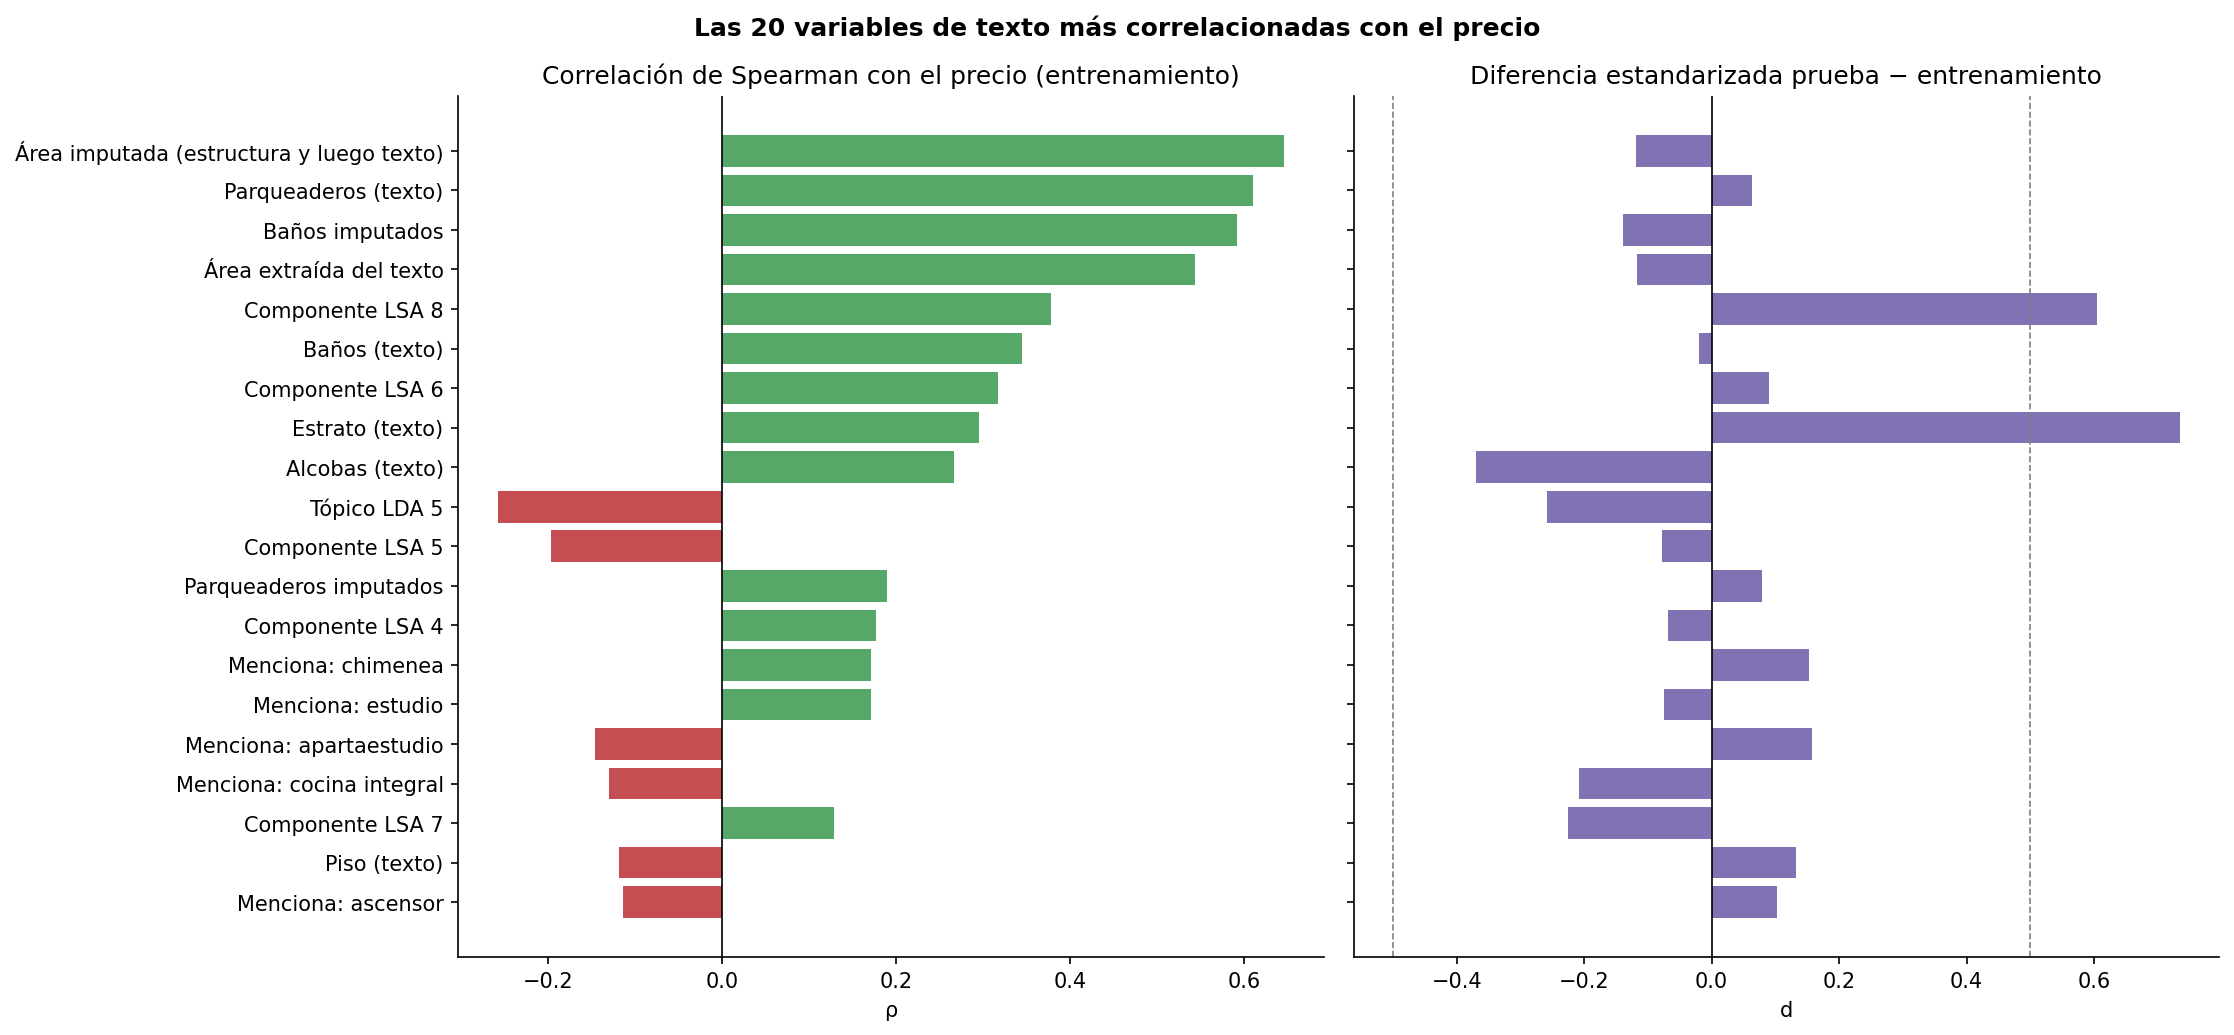 Las 20 variables de texto más correlacionadas con el precio
Correlación de Spearman con el precio (entrenamiento)
Área imputada (estructura y luego texto)
Parqueaderos (texto)
Baños imputados
Área extraída del texto
Componente LSA 8
Baños (texto)
Componente LSA 6
Estrato (texto)
Alcobas (texto)
Tópico LDA 5
Componente LSA 5
Parqueaderos imputados
Componente LSA 4
Menciona: chimenea
Menciona: estudio
Menciona: apartaestudio
Menciona: cocina integral
Componente LSA 7
Piso (texto)
Menciona: ascensor
−0.2 0.0 0.2 0.4 0.6
ρ
Diferencia estandarizada prueba − entrenamiento
−0.4 −0.2 0.0 0.2 0.4 0.6
d